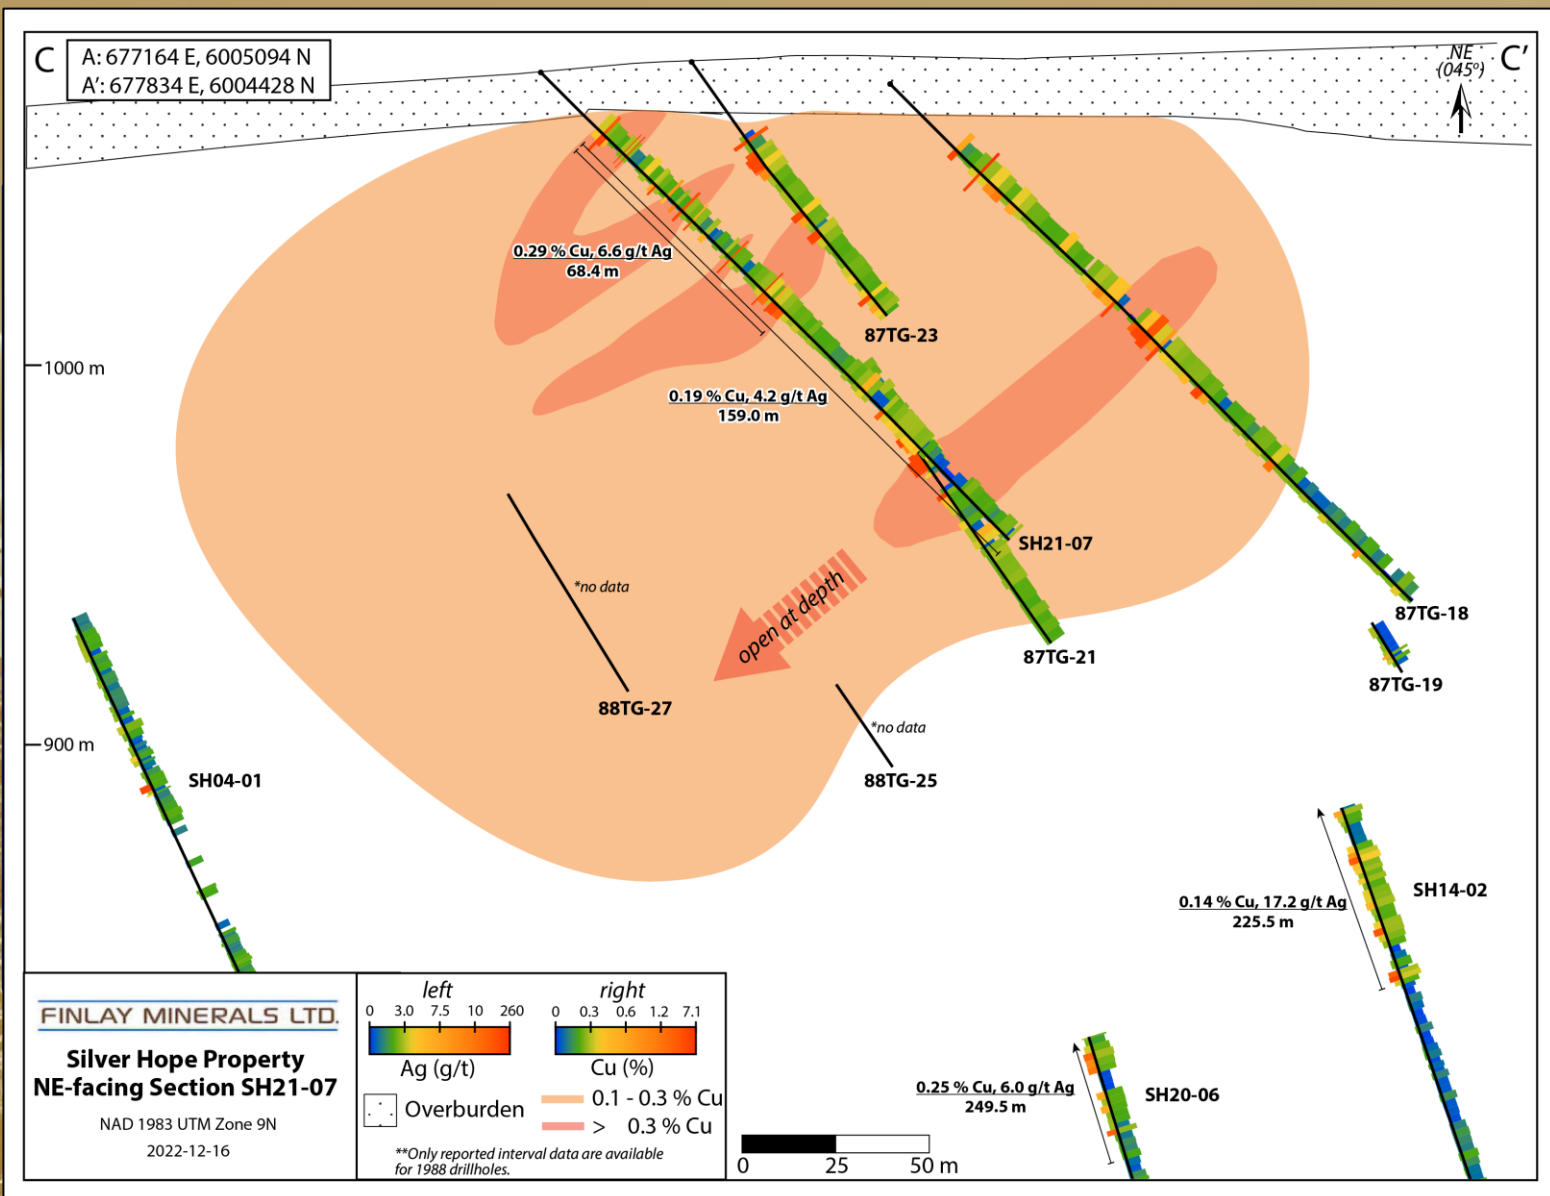 C
A: 677164 E, 6005094 N
A’: 677834 E, 6004428 N
NE
(045°)
C’
0.29 % Cu, 6.6 g/t Ag
68.4 m
87TG-23
1000 m
0.19 % Cu, 4.2 g/t Ag
159.0 m
SH21-07
*no data
open at depth
87TG-18
87TG-21
87TG-19
88TG-27
*no data
900 m
SH04-01
88TG-25
0.14 % Cu, 17.2 g/t Ag
225.5 m
SH14-02
0.25 % Cu, 6.0 g/t Ag
249.5 m
SH20-06
FINLAY MINERALS LTD.
Silver Hope Property
NE-facing Section SH21-07
NAD 1983 UTM Zone 9N
2022-12-16
left
0 3.0 7.5 10 260
Ag (g/t)
right
0 0.3 0.6 1.2 7.1
Cu (%)
Overburden
0.1 - 0.3 % Cu
> 0.3 % Cu
**Only reported interval data are available
for 1988 drillholes.
0 25 50 m